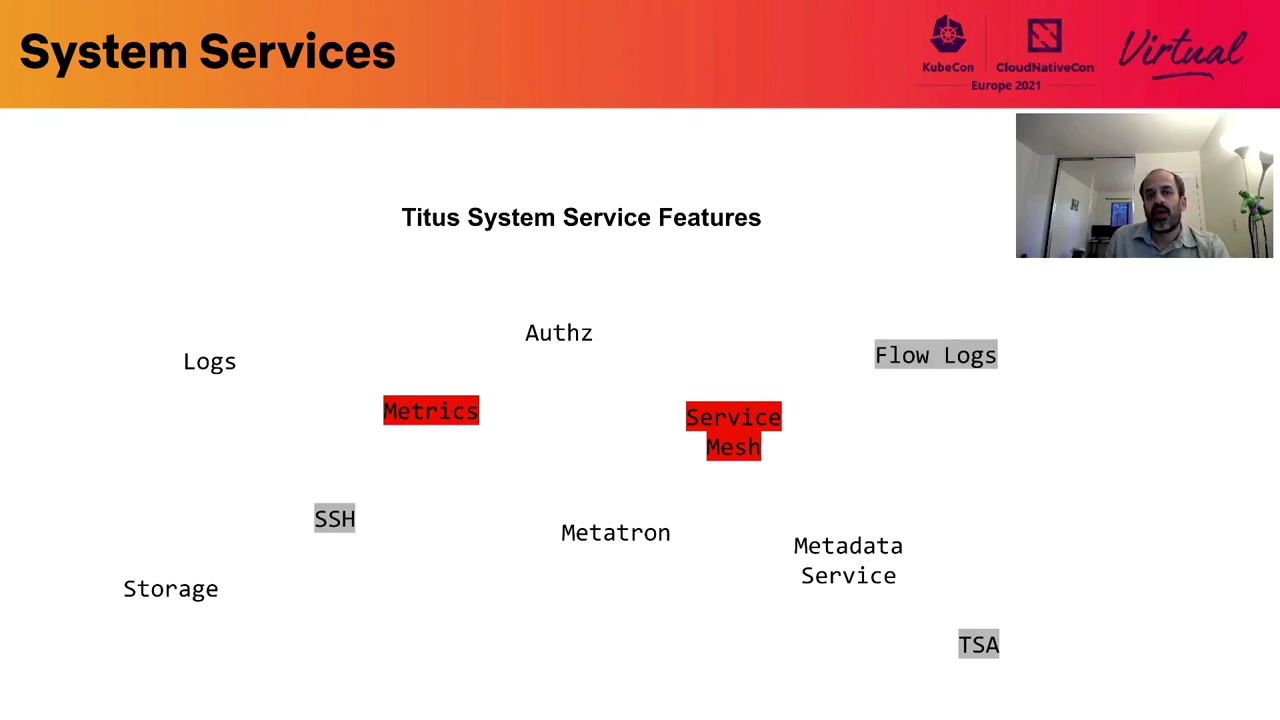 System Services
KubeCon
CloudNativeCon
Europe 2021
Virtual
Titus System Service Features
Authz
Logs
Flow Logs
Metrics
Service
Mesh
SSH
Metatron
Metadata
Service
Storage
TSA